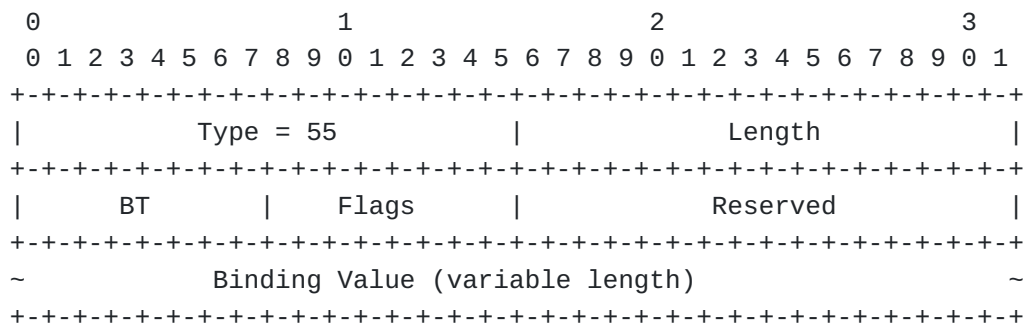 0                   1                   2                   3
 0 1 2 3 4 5 6 7 8 9 0 1 2 3 4 5 6 7 8 9 0 1 2 3 4 5 6 7 8 9 0 1
+-+-+-+-+-+-+-+-+-+-+-+-+-+-+-+-+-+-+-+-+-+-+-+-+-+-+-+-+-+-+-+-+
|           Type = 55           |             Length            |
+-+-+-+-+-+-+-+-+-+-+-+-+-+-+-+-+-+-+-+-+-+-+-+-+-+-+-+-+-+-+-+-+
|      BT       |    Flags      |            Reserved           |
+-+-+-+-+-+-+-+-+-+-+-+-+-+-+-+-+-+-+-+-+-+-+-+-+-+-+-+-+-+-+-+-+
~            Binding Value (variable length)                    ~
+-+-+-+-+-+-+-+-+-+-+-+-+-+-+-+-+-+-+-+-+-+-+-+-+-+-+-+-+-+-+-+-+